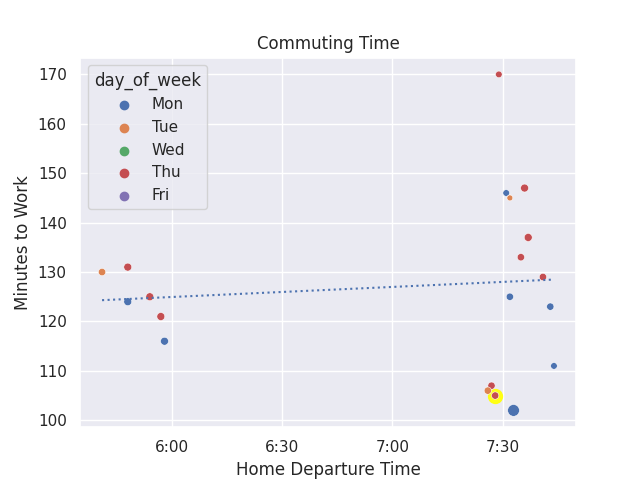 Commuting Time
day_of_week
Mon
Tue
Wed
Thu
Fri
170
160
150
140
130
120
110
100
Minutes to Work
6:00
6:30
7:00
7:30
Home Departure Time